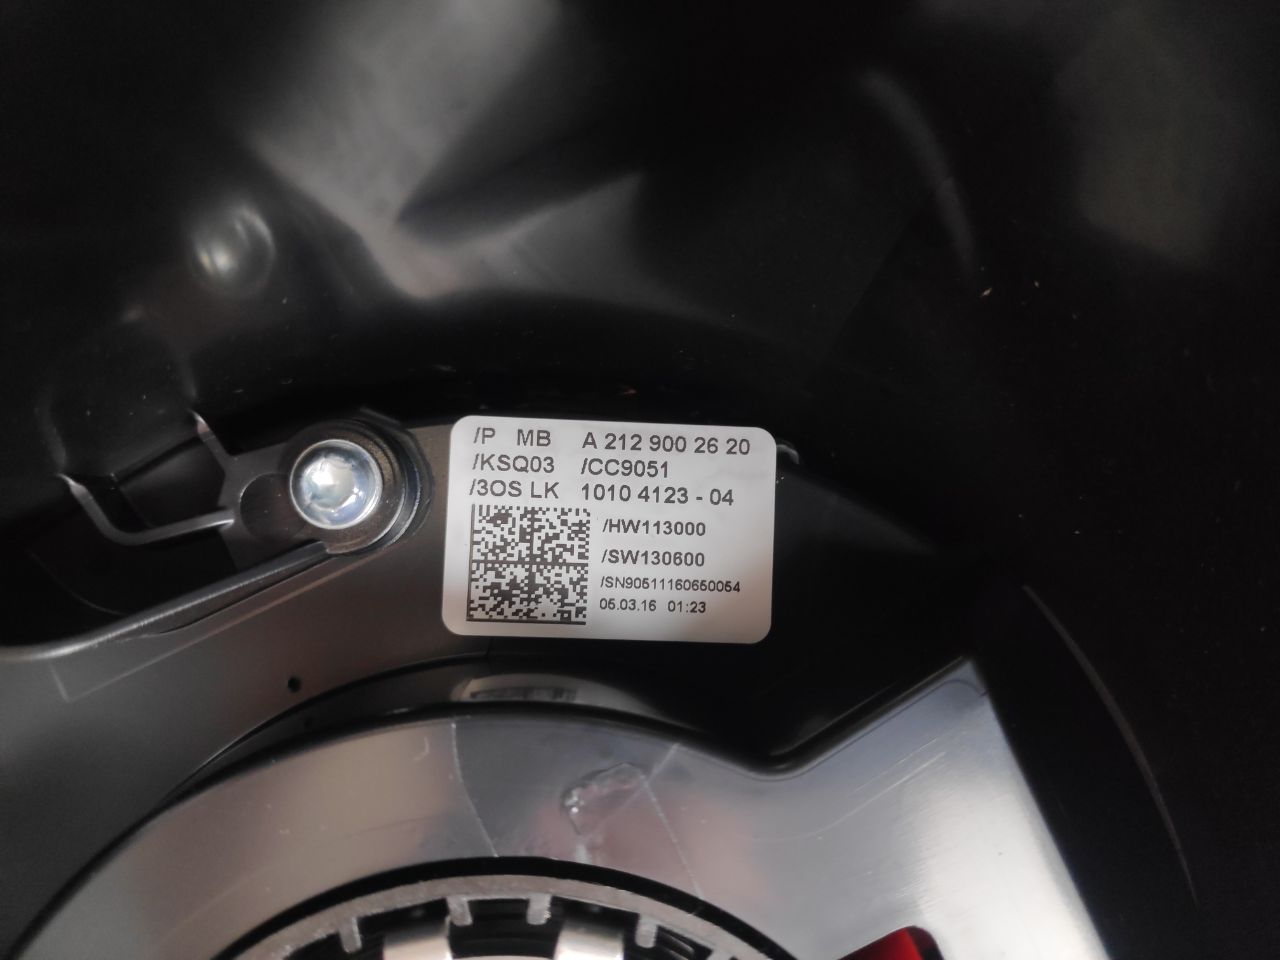 /P MB A 212 900 26 20
/KSQ03 /CC9051
/3OS LK 1010 4123 - 04
/HW113000
/SW130600
/SN90511160650054
05.03.16 01:23